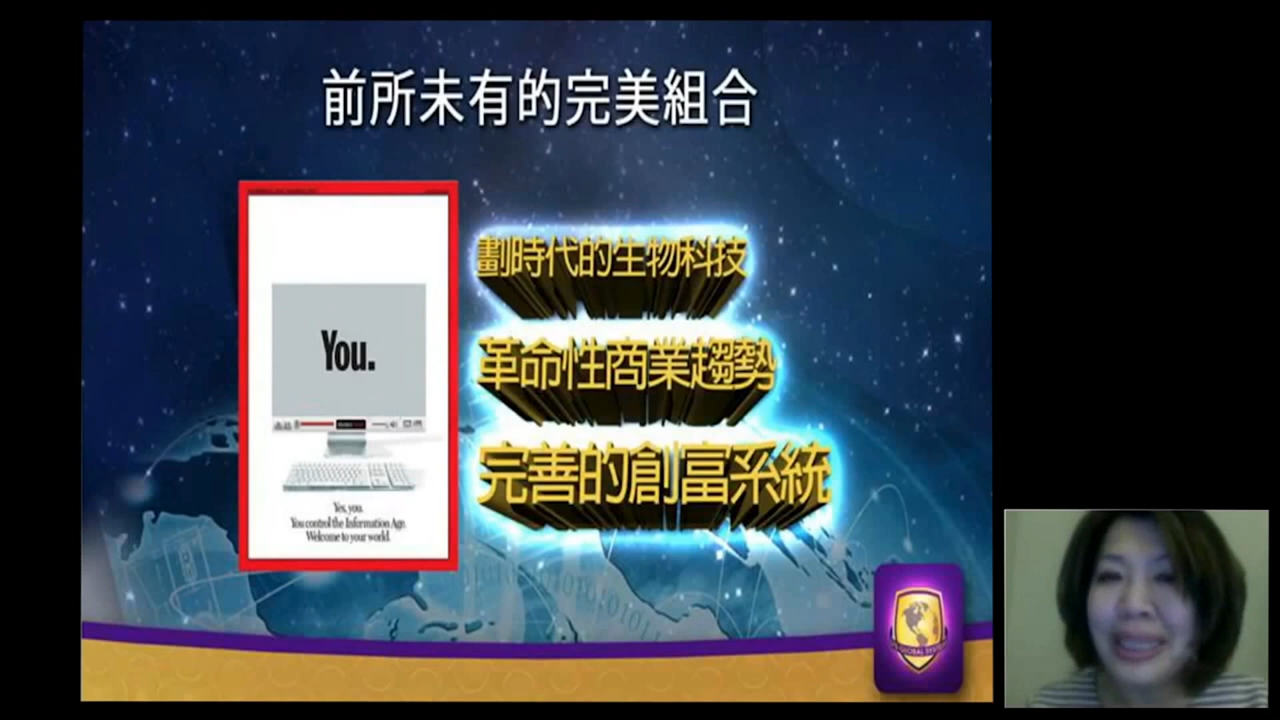 前所未有的完美組合
劃時代的生物科技
革命性商業趨勢
完善的創富系統
You.
Yes, you.
You control the Information Age.
Welcome to your world.